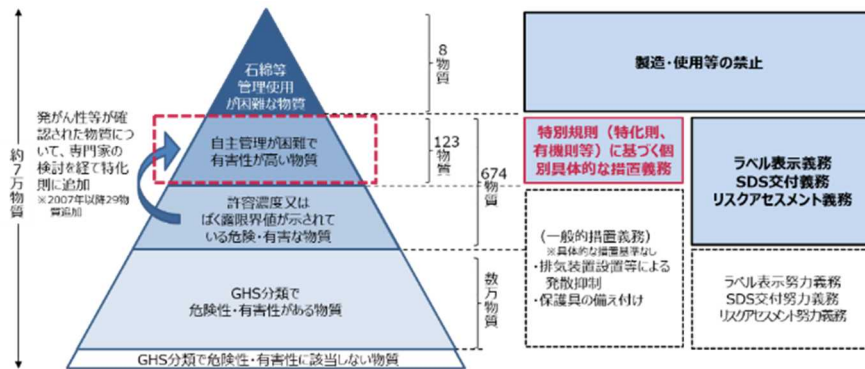 約7万物質
発がん性等が確
認された物質につ
いて、専門家の
検討を経て特化
則に追加
※2007年以降29物
質追加
石綿等
管理使用
が困難な物質
自主管理が困難で
有害性が高い物質
許容濃度又は
ばく露限界値が示されて
いる危険・有害な物質
GHS分類で
危険性・有害性がある物質
GHS分類で危険性・有害性に該当しない物質
8物質
123
物質
674
物質
数万物質
製造・使用等の禁止
特別規則（特化則、
有機則等）に基づく個
別具体的な措置義務
ラベル表示義務
SDS交付義務
リスクアセスメント義務
（一般的措置義務）
※具体的な措置基準なし
・排気装置設置等による
発散抑制
・保護具の備え付け
ラベル表示努力義務
SDS交付努力義務
リスクアセスメント努力義務